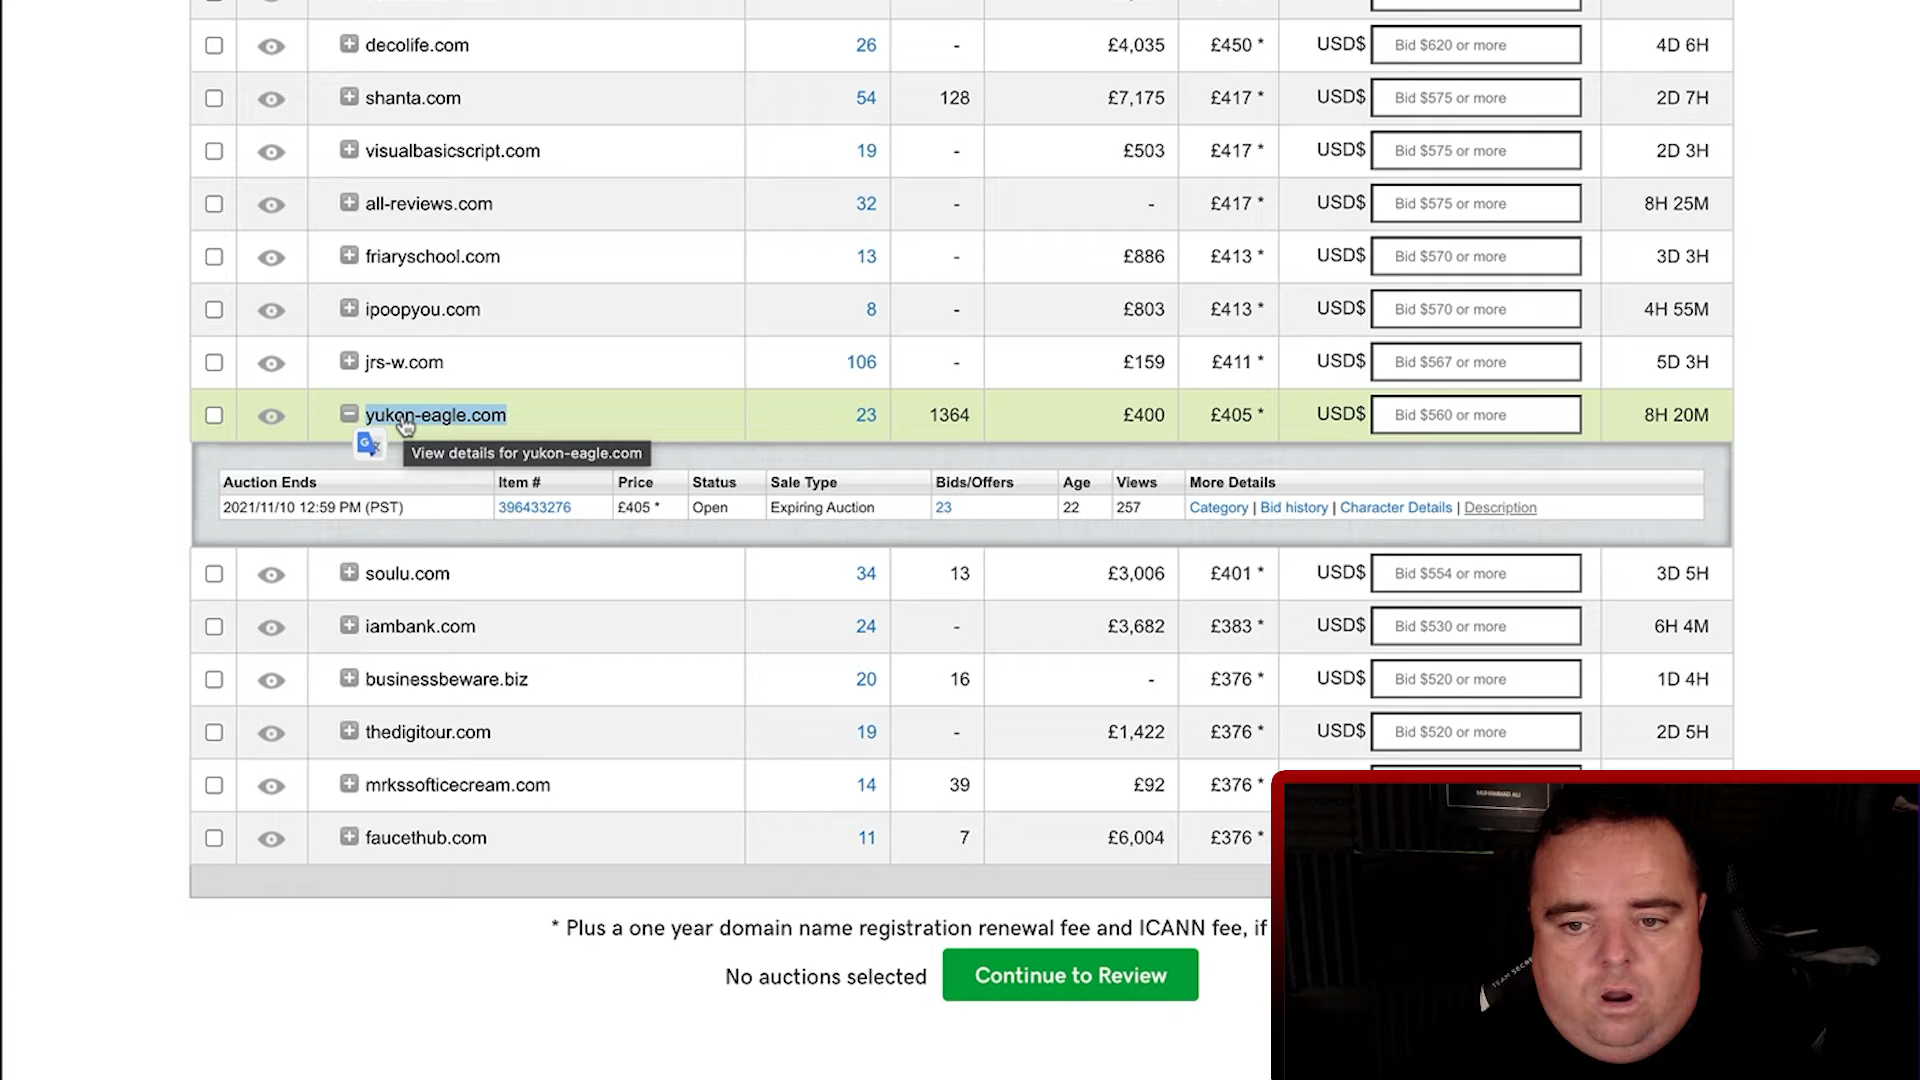 decolife.com 26 - £4,035 £450 * USD$ Bid $620 or more 4D 6H
shanta.com 54 128 £7,175 £417 * USD$ Bid $575 or more 2D 7H
visualbasicscript.com 19 - £503 £417 * USD$ Bid $575 or more 2D 3H
all-reviews.com 32 - - £417 * USD$ Bid $575 or more 8H 25M
friaryschool.com 13 - £886 £413 * USD$ Bid $570 or more 3D 3H
ipoopyou.com 8 - £803 £413 * USD$ Bid $570 or more 4H 55M
jrs-w.com 106 - £159 £411 * USD$ Bid $567 or more 5D 3H
yukon-eagle.com 23 1364 £400 £405 * USD$ Bid $560 or more 8H 20M
View details for yukon-eagle.com
Auction Ends Item # Price Status Sale Type Bids/Offers Age Views More Details
2021/11/10 12:59 PM (PST) 396433276 £405 * Open Expiring Auction 23 22 257 Category | Bid history | Character Details | Description
soulu.com 34 13 £3,006 £401 * USD$ Bid $554 or more 3D 5H
iambank.com 24 - £3,682 £383 * USD$ Bid $530 or more 6H 4M
businessbeware.biz 20 16 - £376 * USD$ Bid $520 or more 1D 4H
thedigitour.com 19 - £1,422 £376 * USD$ Bid $520 or more 2D 5H
mrkssofticecream.com 14 39 £92 £376 *
faucethub.com 11 7 £6,004 £376 *
* Plus a one year domain name registration renewal fee and ICANN fee, if
No auctions selected Continue to Review
MUHAMMAD ALI
TEAM SECRE